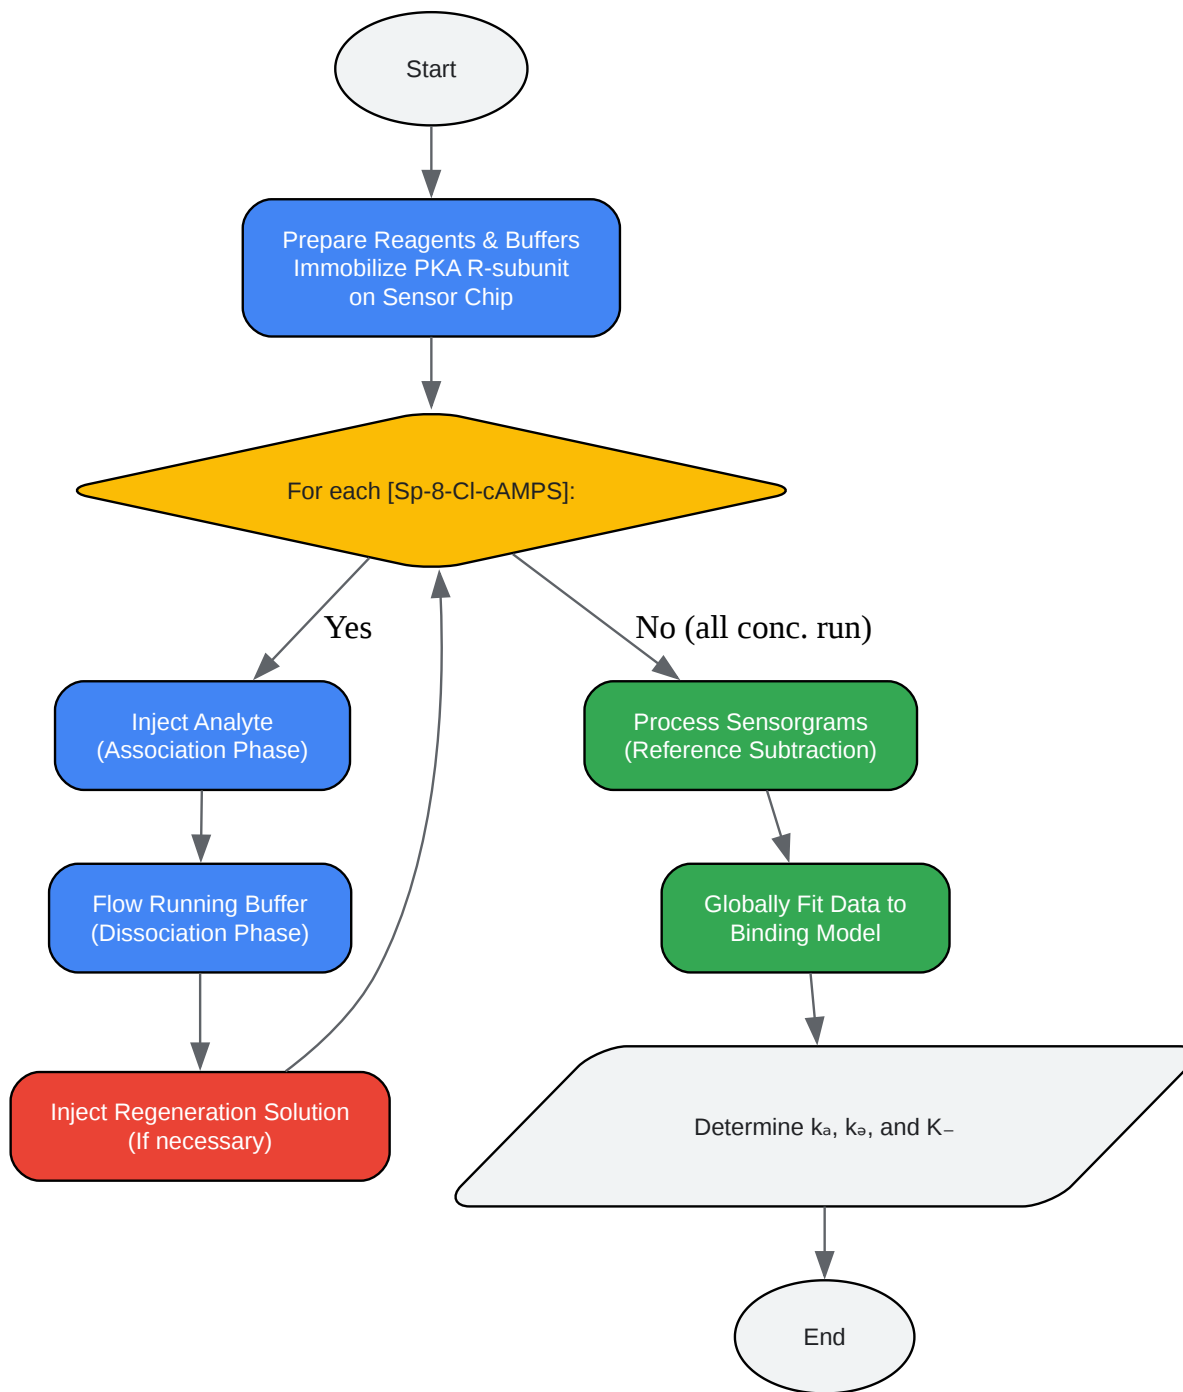 Start
Prepare Reagents & Buffers
Immobilize PKA R-subunit
on Sensor Chip
For each [Sp-8-Cl-cAMPS]:
Yes
No (all conc. run)
Inject Analyte
(Association Phase)
Process Sensorgrams
(Reference Subtraction)
Flow Running Buffer
(Dissociation Phase)
Globally Fit Data to
Binding Model
Inject Regeneration Solution
(If necessary)
Determine kₐ, kₔ, and K₋
End